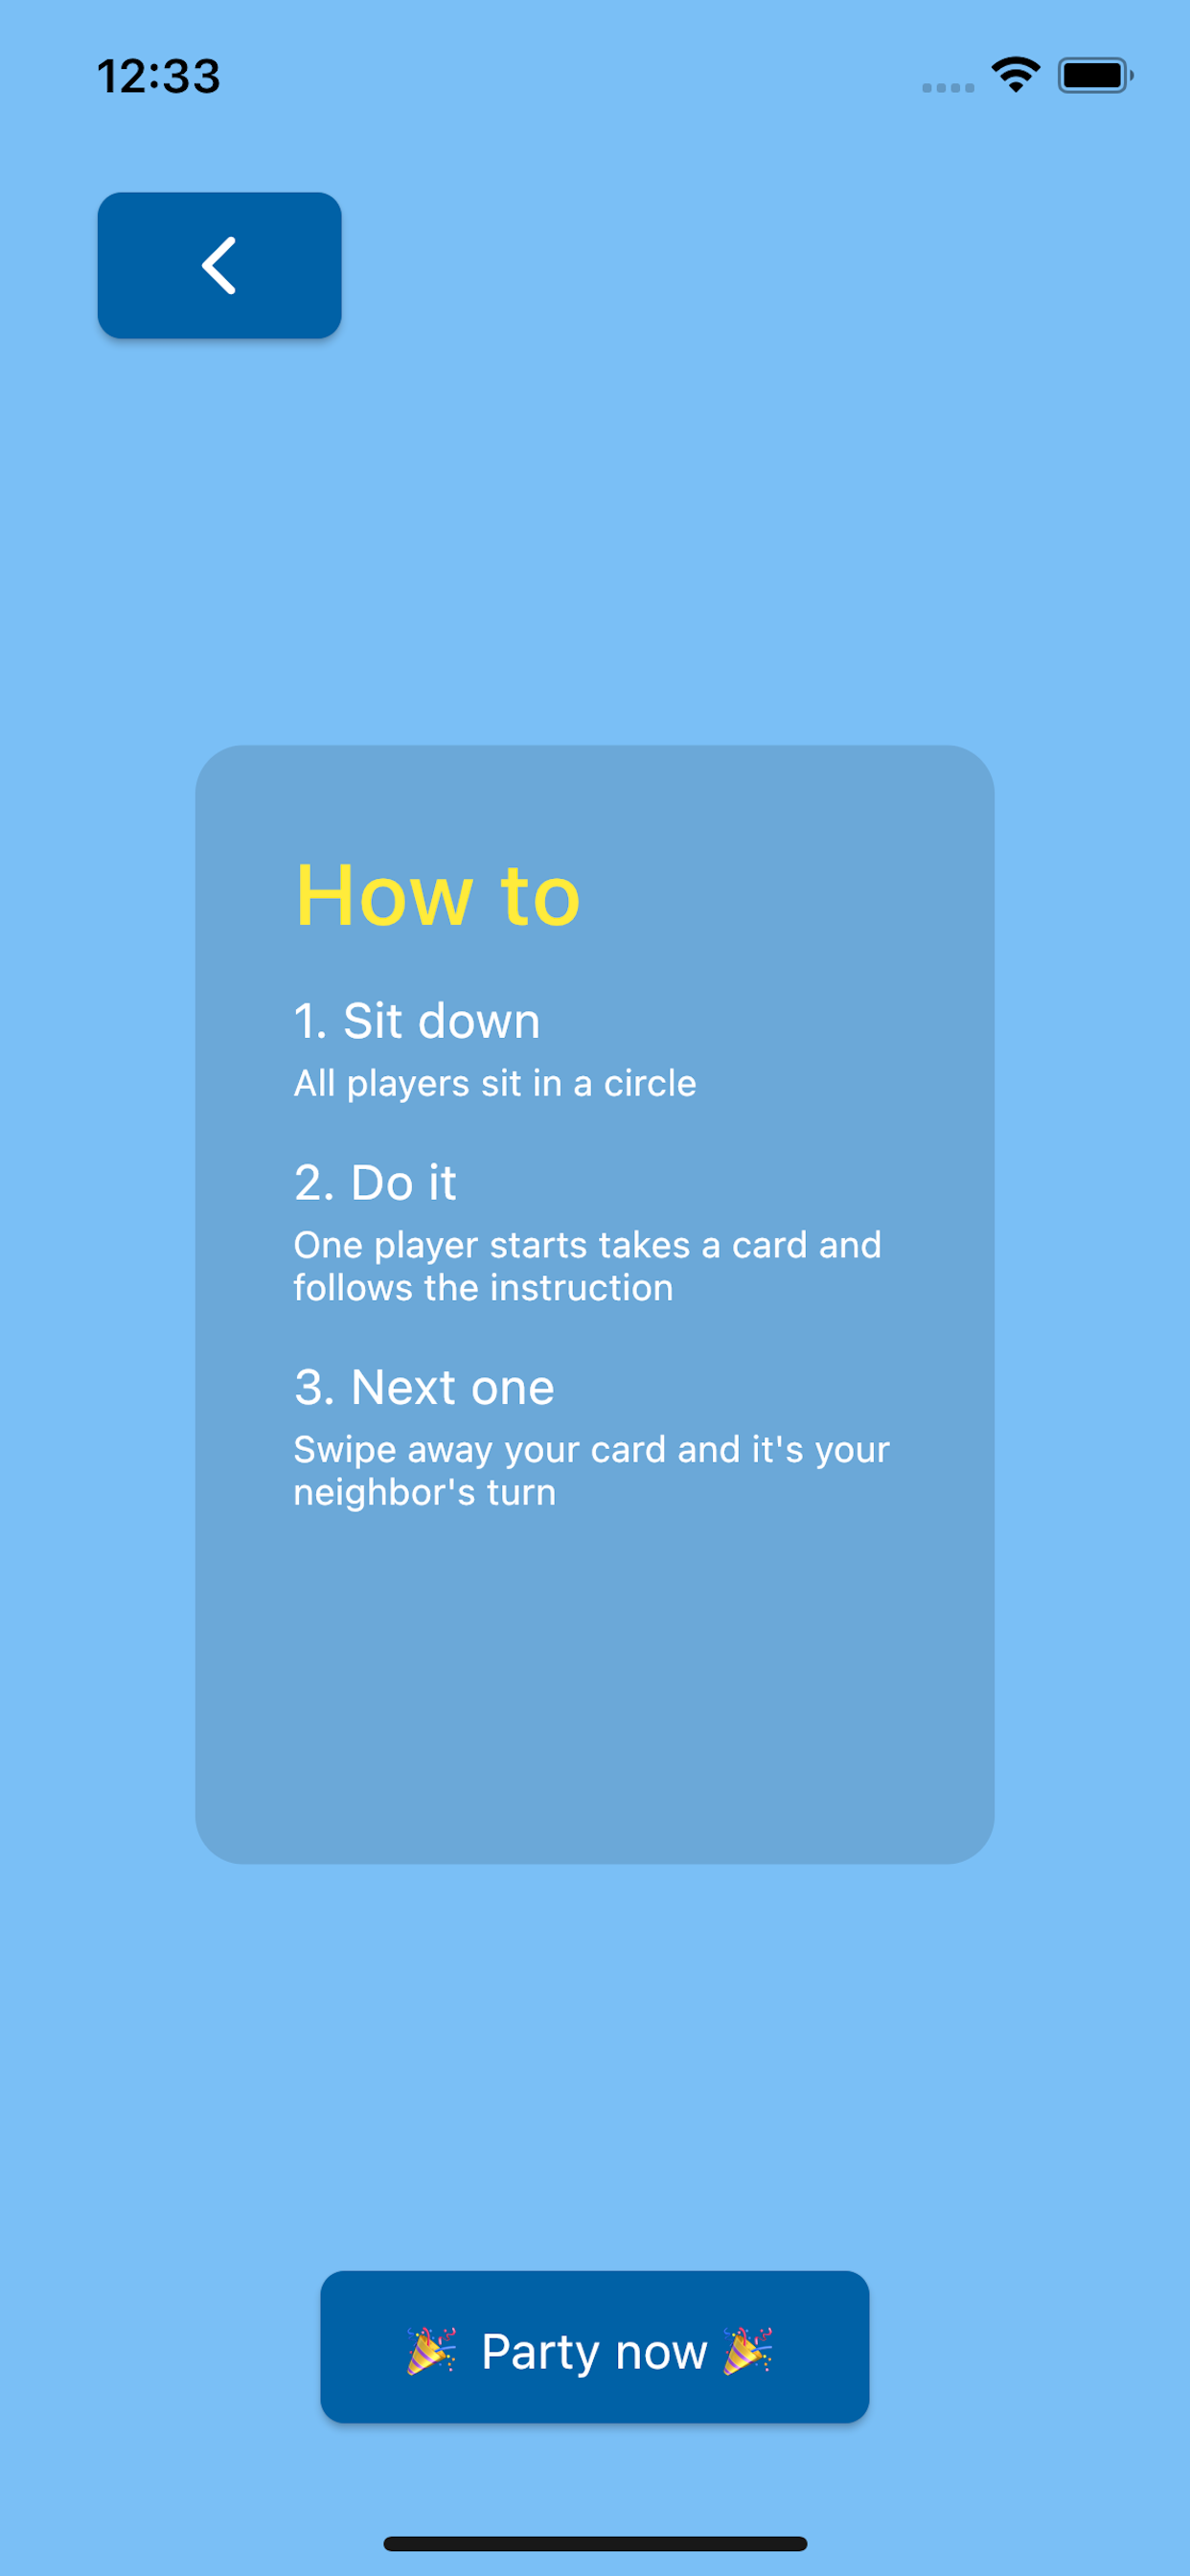 12:33
How to
1. Sit down
All players sit in a circle
2. Do it
One player starts takes a card and
follows the instruction
3. Next one
Swipe away your card and it's your
neighbor's turn
🎉 Party now 🎉